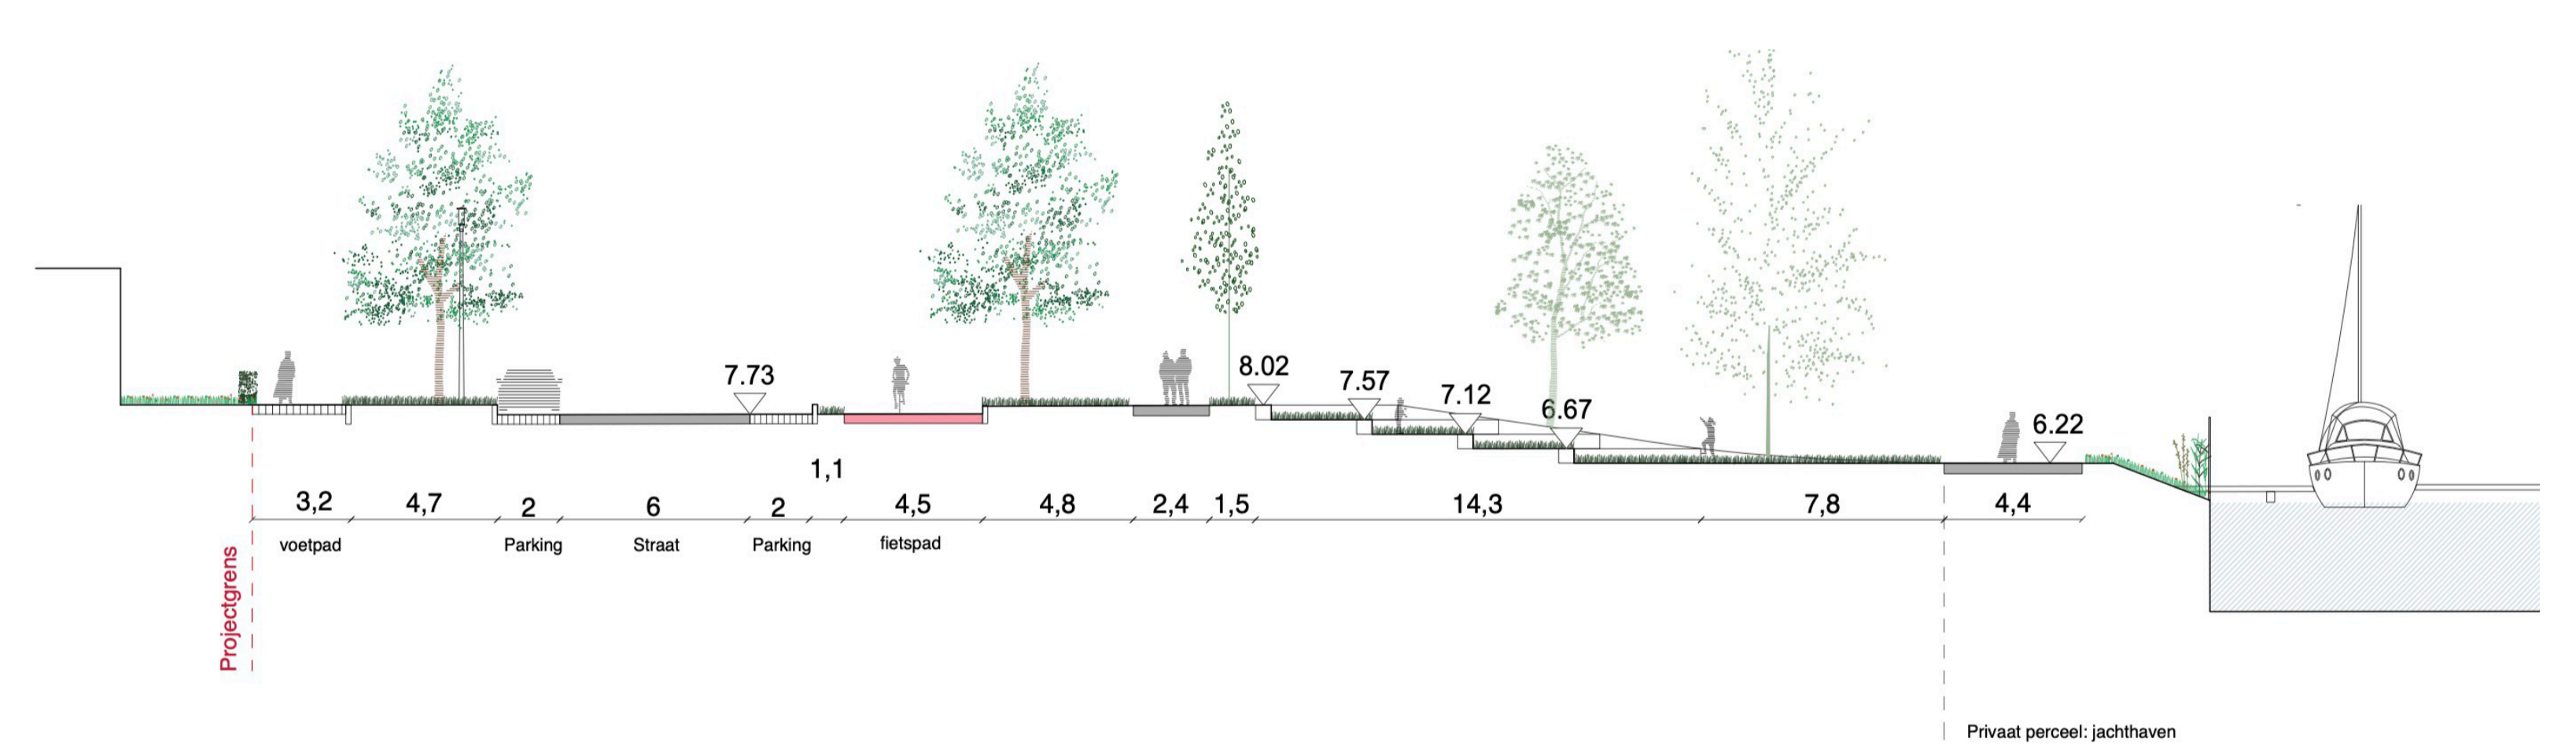 8.02
7.73
7.57
7.12
6.67
6.22
1,1
3,2
4,7
2
6
2
4,5
4,8
2,4
1,5
14,3
7,8
4,4
voetpad
Parking
Straat
Parking
fietspad
Projectgrens
Privaat perceel: jachthaven